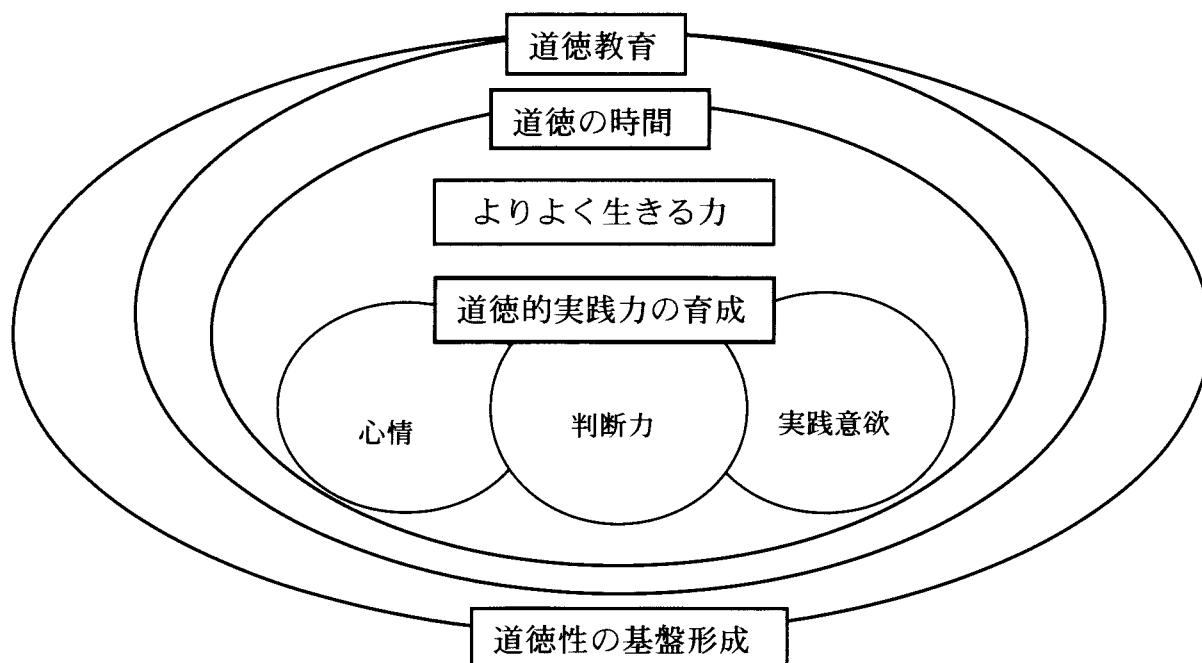 道徳教育
道徳の時間
よりよく生きる力
道徳的実践力の育成
心情
判断力
実践意欲
道徳性の基盤形成